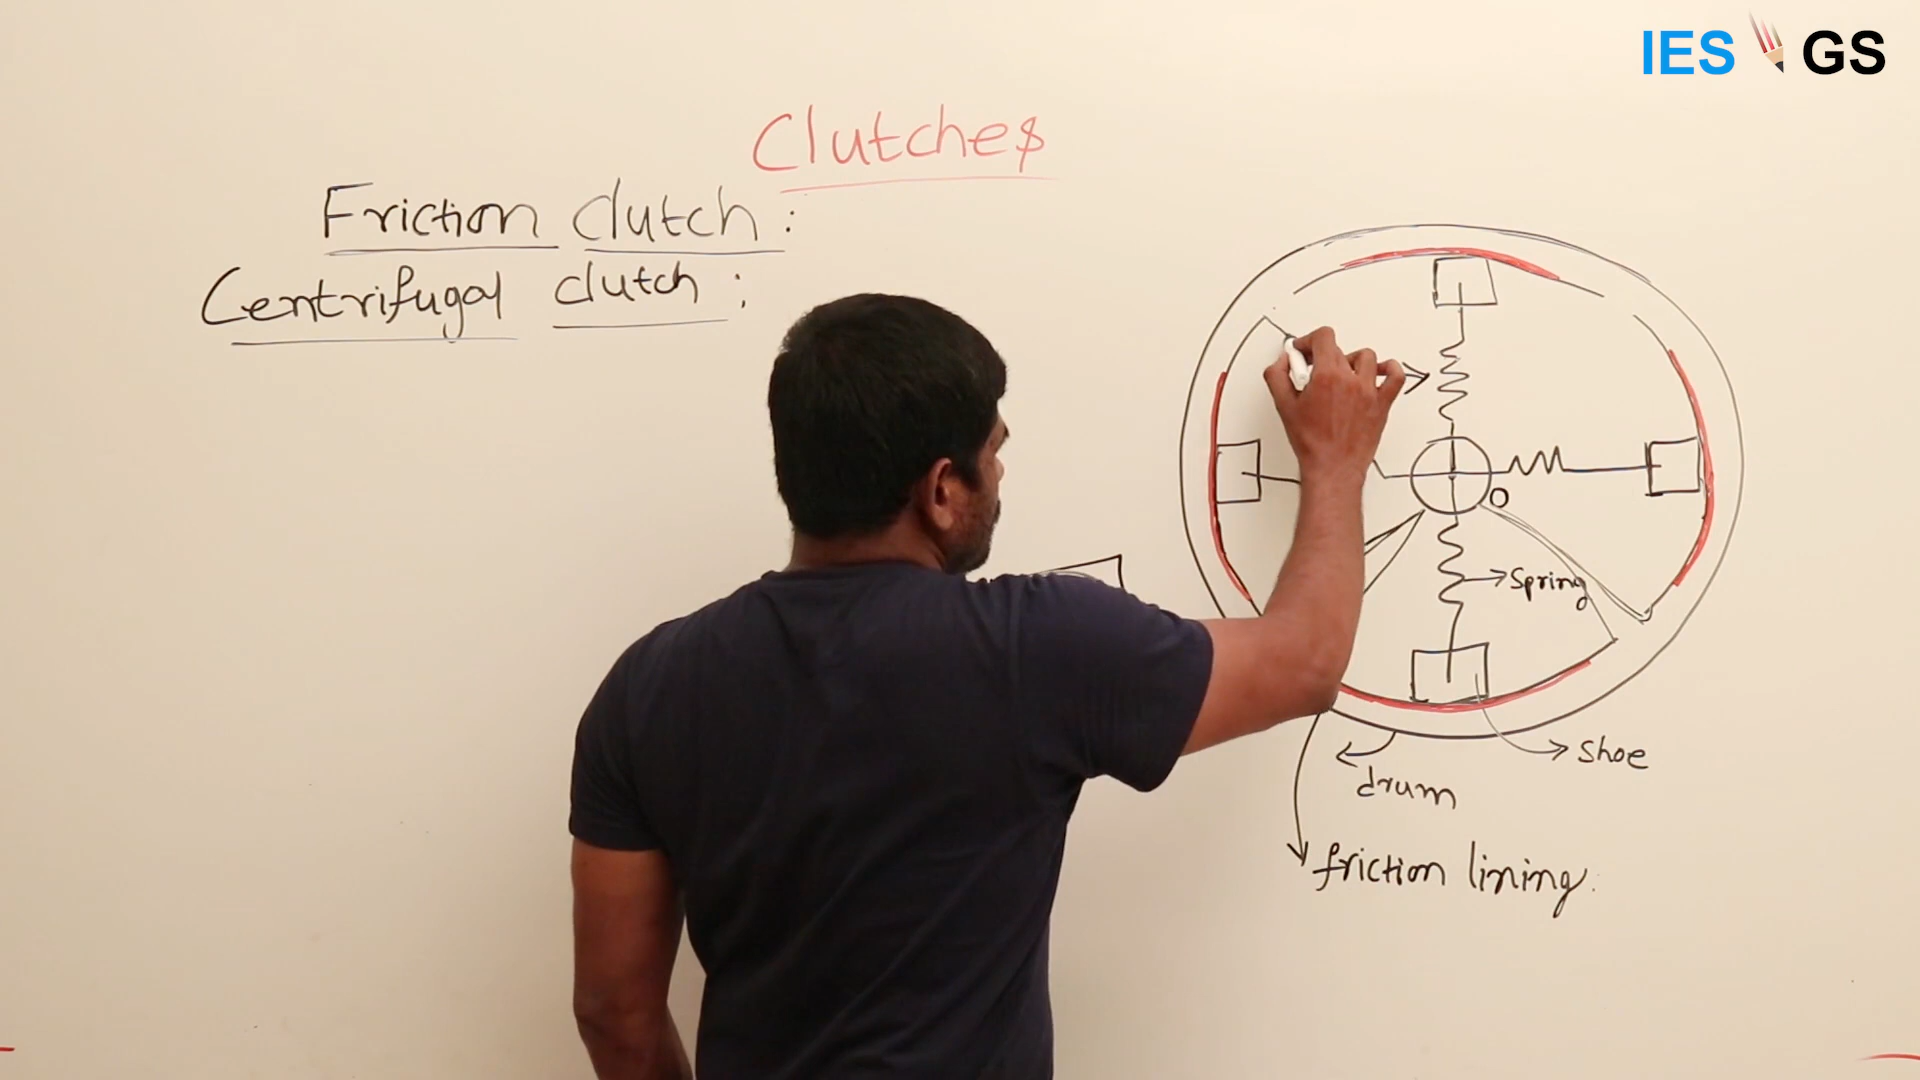 IES GS
Clutches
Friction clutch :
Centrifugal clutch :
O
Spring
Shoe
drum
friction lining.